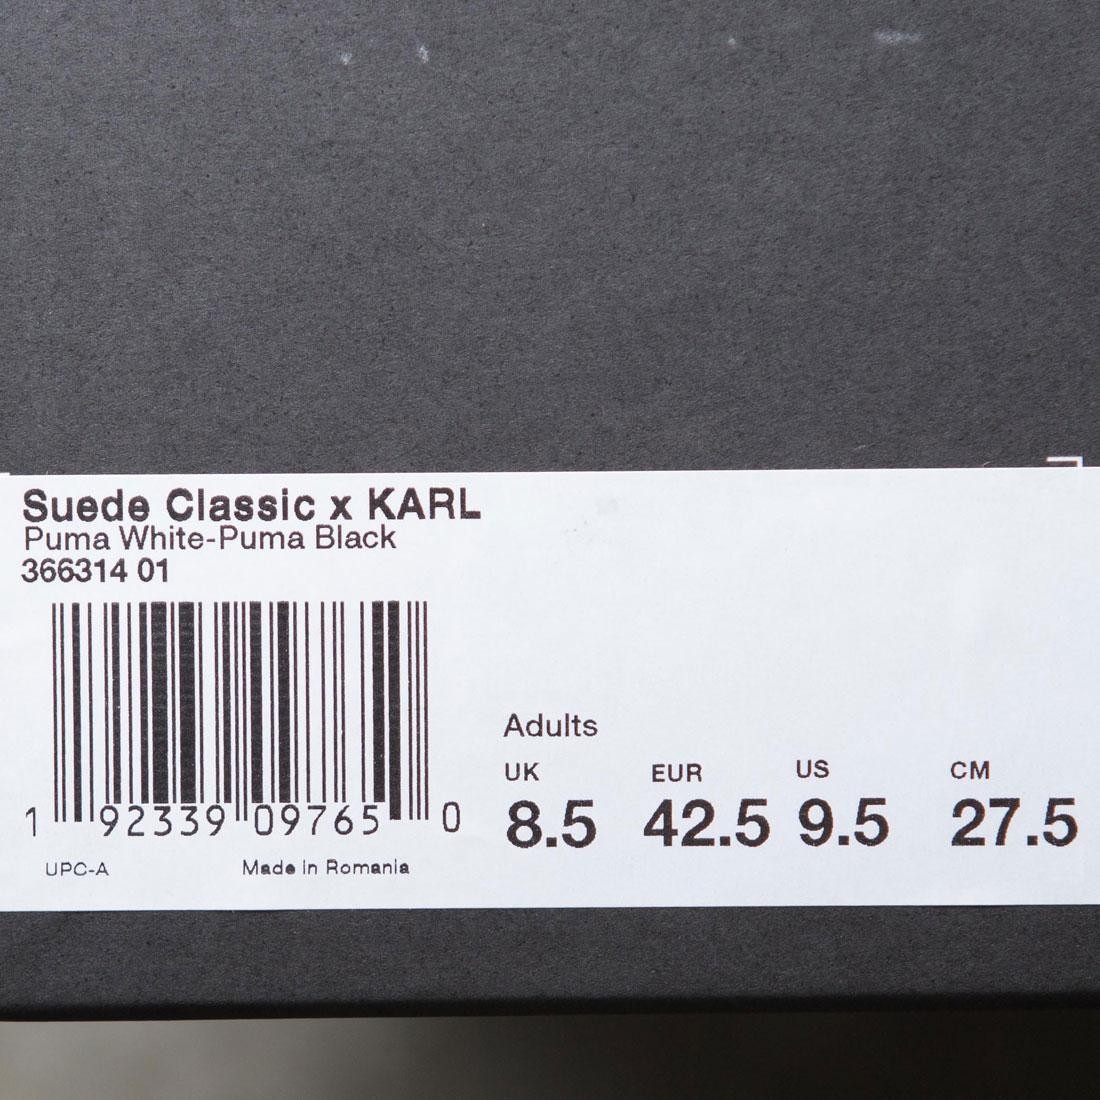 Suede Classic x KARL
Puma White-Puma Black
366314 01
1 92339 09765 0
UPC-A Made in Romania
Adults
UK EUR US CM
8.5 42.5 9.5 27.5